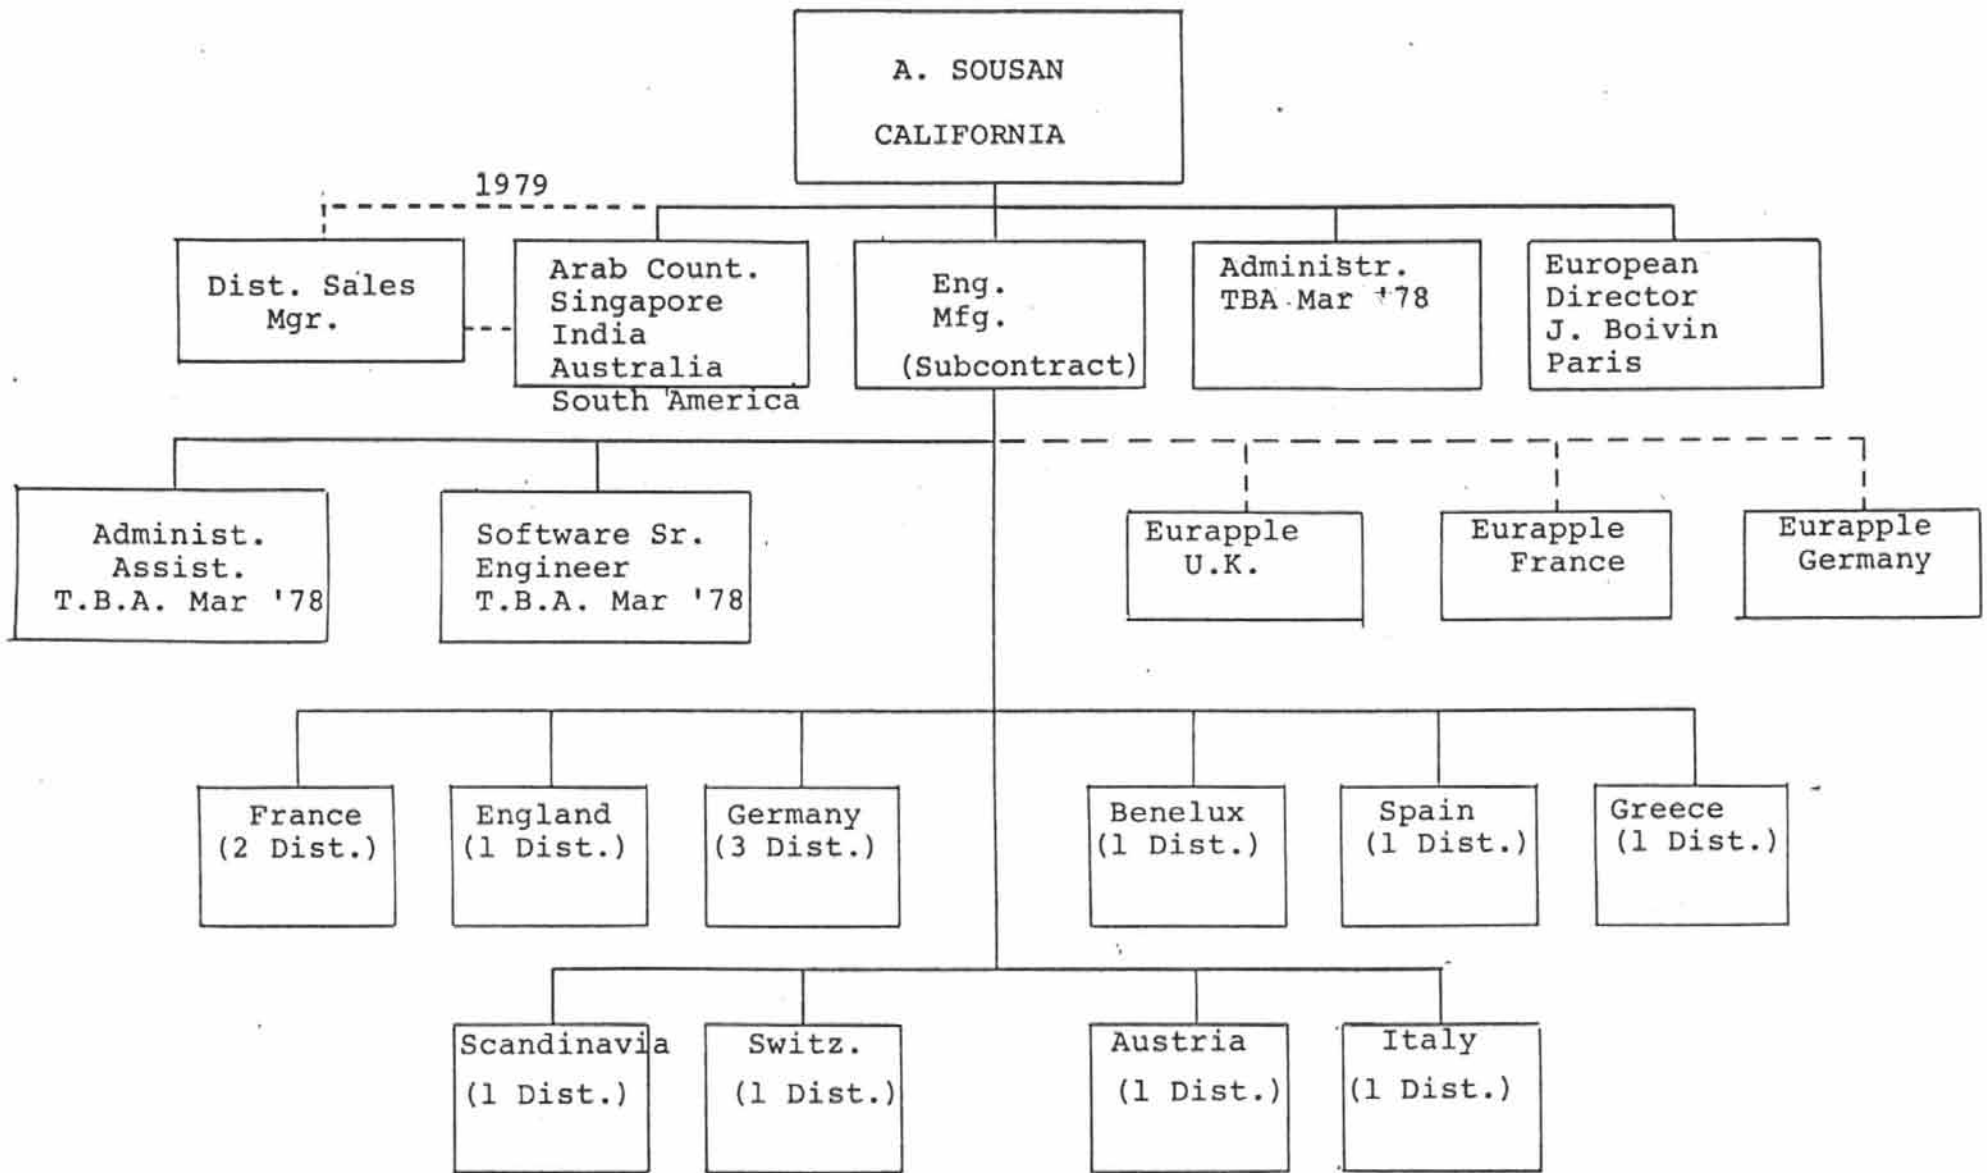 A. SOUSAN
CALIFORNIA
1979
Dist. Sales
Mgr.
Arab Count.
Singapore
India
Australia
South America
Eng.
Mfg.
(Subcontract)
Administr.
TBA Mar '78
European
Director
J. Boivin
Paris
Administ.
Assist.
T.B.A. Mar '78
Software Sr.
Engineer
T.B.A. Mar '78
Eurapple
U.K.
Eurapple
France
Eurapple
Germany
France
(2 Dist.)
England
(1 Dist.)
Germany
(3 Dist.)
Benelux
(1 Dist.)
Spain
(1 Dist.)
Greece
(1 Dist.)
Scandinavia
(1 Dist.)
Switz.
(1 Dist.)
Austria
(1 Dist.)
Italy
(1 Dist.)